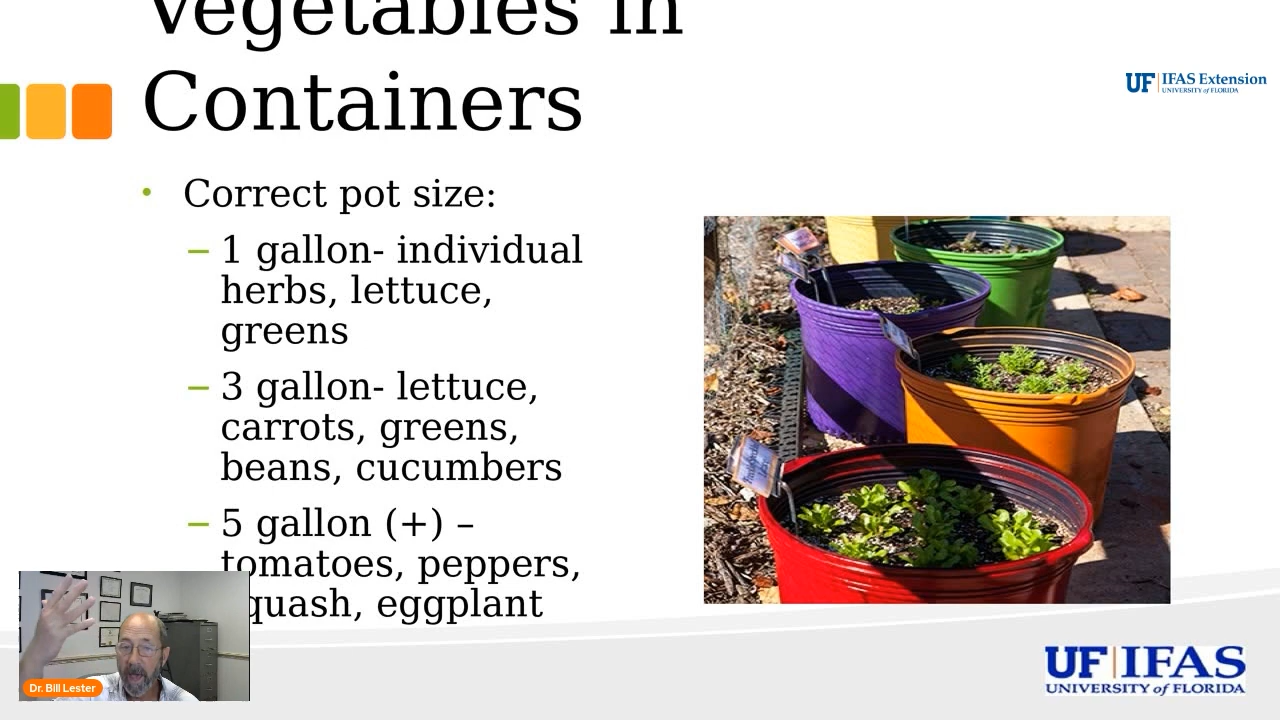 Vegetables in
Containers
UF IFAS Extension
UNIVERSITY of FLORIDA
• Correct pot size:
– 1 gallon- individual
herbs, lettuce,
greens
– 3 gallon- lettuce,
carrots, greens,
beans, cucumbers
– 5 gallon (+) –
tomatoes, peppers,
quash, eggplant
Dr. Bill Lester
UF IFAS
UNIVERSITY of FLORIDA